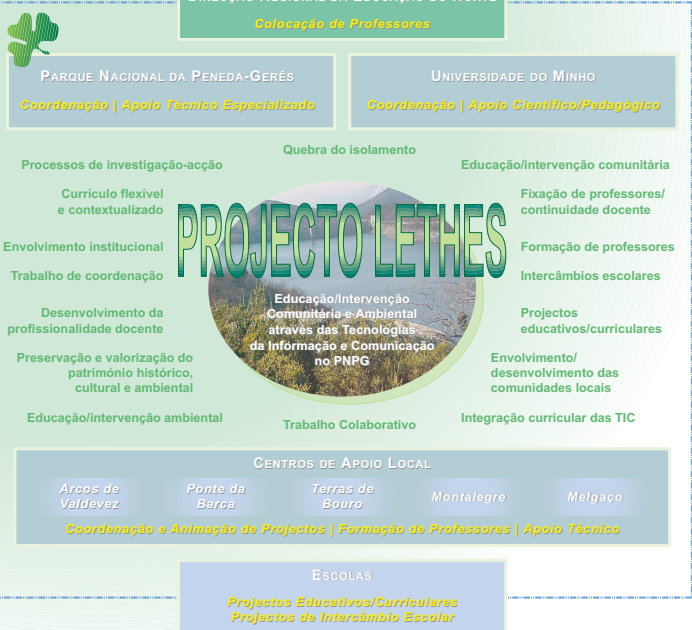 DIRECÇÃO REGIONAL DA EDUCAÇÃO DO NORTE
Colocação de Professores
PARQUE NACIONAL DA PENEDA-GERÊS
Coordenação | Apoio Técnico Especializado
UNIVERSIDADE DO MINHO
Coordenação | Apoio Científico/Pedagógico
Quebra do isolamento
Processos de investigação-acção
Educação/intervenção comunitária
Currículo flexível
e contextualizado
Fixação de professores/
continuidade docente
PROJECTO LETHES
Envolvimento institucional
Formação de professores
Trabalho de coordenação
Intercâmbios escolares
Educação/Intervenção
Comunitária e Ambiental
através das Tecnologias
da Informação e Comunicação
no PNPG
Desenvolvimento da
profissionalidade docente
Projectos
educativos/curriculares
Preservação e valorização do
património histórico,
cultural e ambiental
Envolvimento/
desenvolvimento das
comunidades locais
Educação/intervenção ambiental
Trabalho Colaborativo
Integração curricular das TIC
CENTROS DE APOIO LOCAL
Arcos de
Valdevez
Ponte da
Barca
Terras de
Bouro
Montalegre
Melgaço
Coordenação e Animação de Projectos | Formação de Professores | Apoio Técnico
ESCOLAS
Projectos Educativos/Curriculares
Projectos de Intercâmbio Escolar